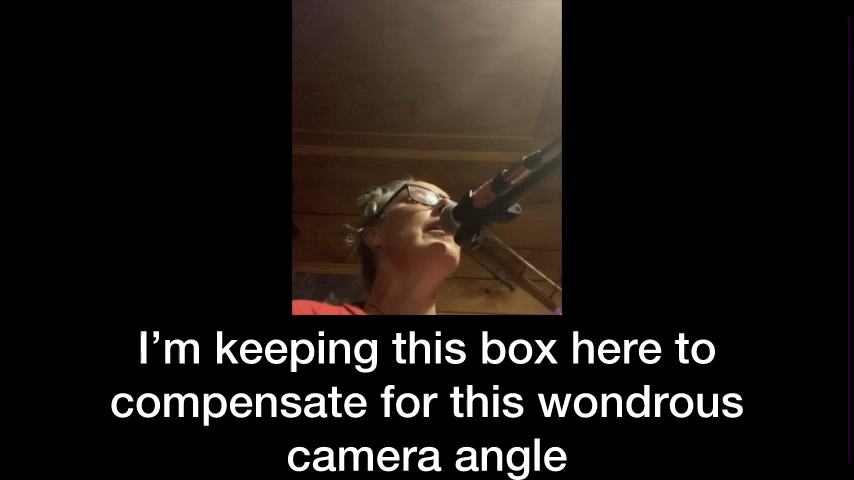 I’m keeping this box here to
compensate for this wondrous
camera angle